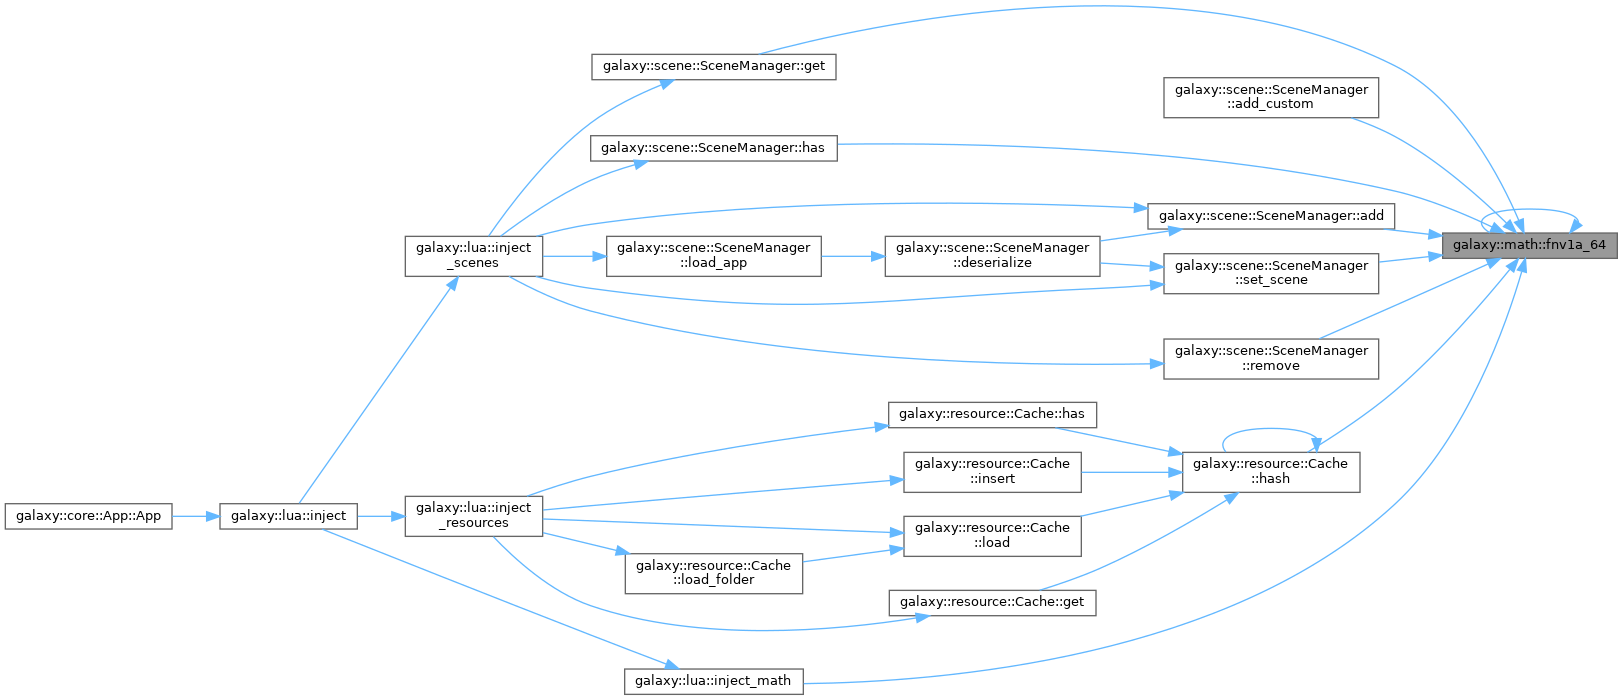 galaxy::scene::SceneManager::get
galaxy::scene::SceneManager
::add_custom
galaxy::scene::SceneManager::has
galaxy::scene::SceneManager::add
galaxy::math::fnv1a_64
galaxy::lua::inject
_scenes
galaxy::scene::SceneManager
::load_app
galaxy::scene::SceneManager
::deserialize
galaxy::scene::SceneManager
::set_scene
galaxy::scene::SceneManager
::remove
galaxy::resource::Cache::has
galaxy::resource::Cache
::insert
galaxy::resource::Cache
::hash
galaxy::core::App::App
galaxy::lua::inject
galaxy::lua::inject
_resources
galaxy::resource::Cache
::load
galaxy::resource::Cache
::load_folder
galaxy::resource::Cache::get
galaxy::lua::inject_math